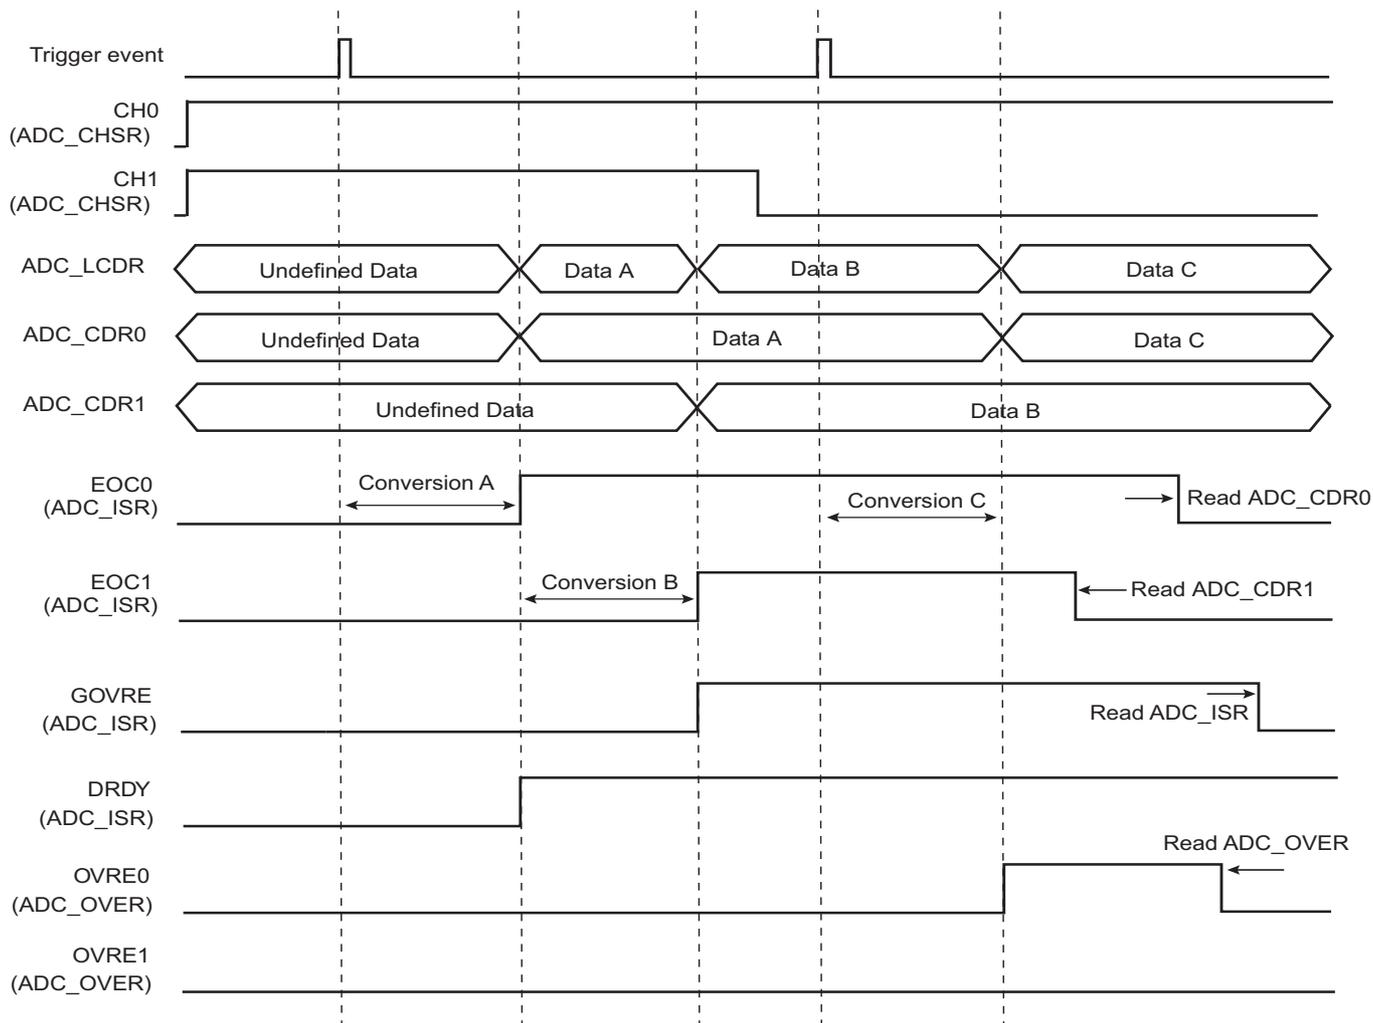 Trigger event
CH0
(ADC_CHSR)
CH1
(ADC_CHSR)
ADC_LCDR
Undefined Data
Data A
Data B
Data C
ADC_CDR0
Undefined Data
Data A
Data C
ADC_CDR1
Undefined Data
Data B
EOC0
(ADC_ISR)
Conversion A
Conversion C
Read ADC_CDR0
EOC1
(ADC_ISR)
Conversion B
Read ADC_CDR1
GOVRE
(ADC_ISR)
Read ADC_ISR
DRDY
(ADC_ISR)
Read ADC_OVER
OVRE0
(ADC_OVER)
OVRE1
(ADC_OVER)